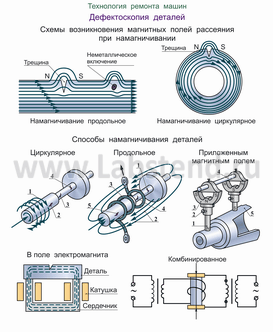 Технология ремонта машин
Дефектоскопия деталей
Схемы возникновения магнитных полей рассеяния
при намагничивании
Трещина
Неметаллическое
включение
Трещина
N S
N S
Намагничивание продольное
Намагничивание циркулярное
Способы намагничивания деталей
Циркулярное
Продольное
Приложенным
магнитным полем
В поле электромагнита
Комбинированное
Деталь
Катушка
Сердечник